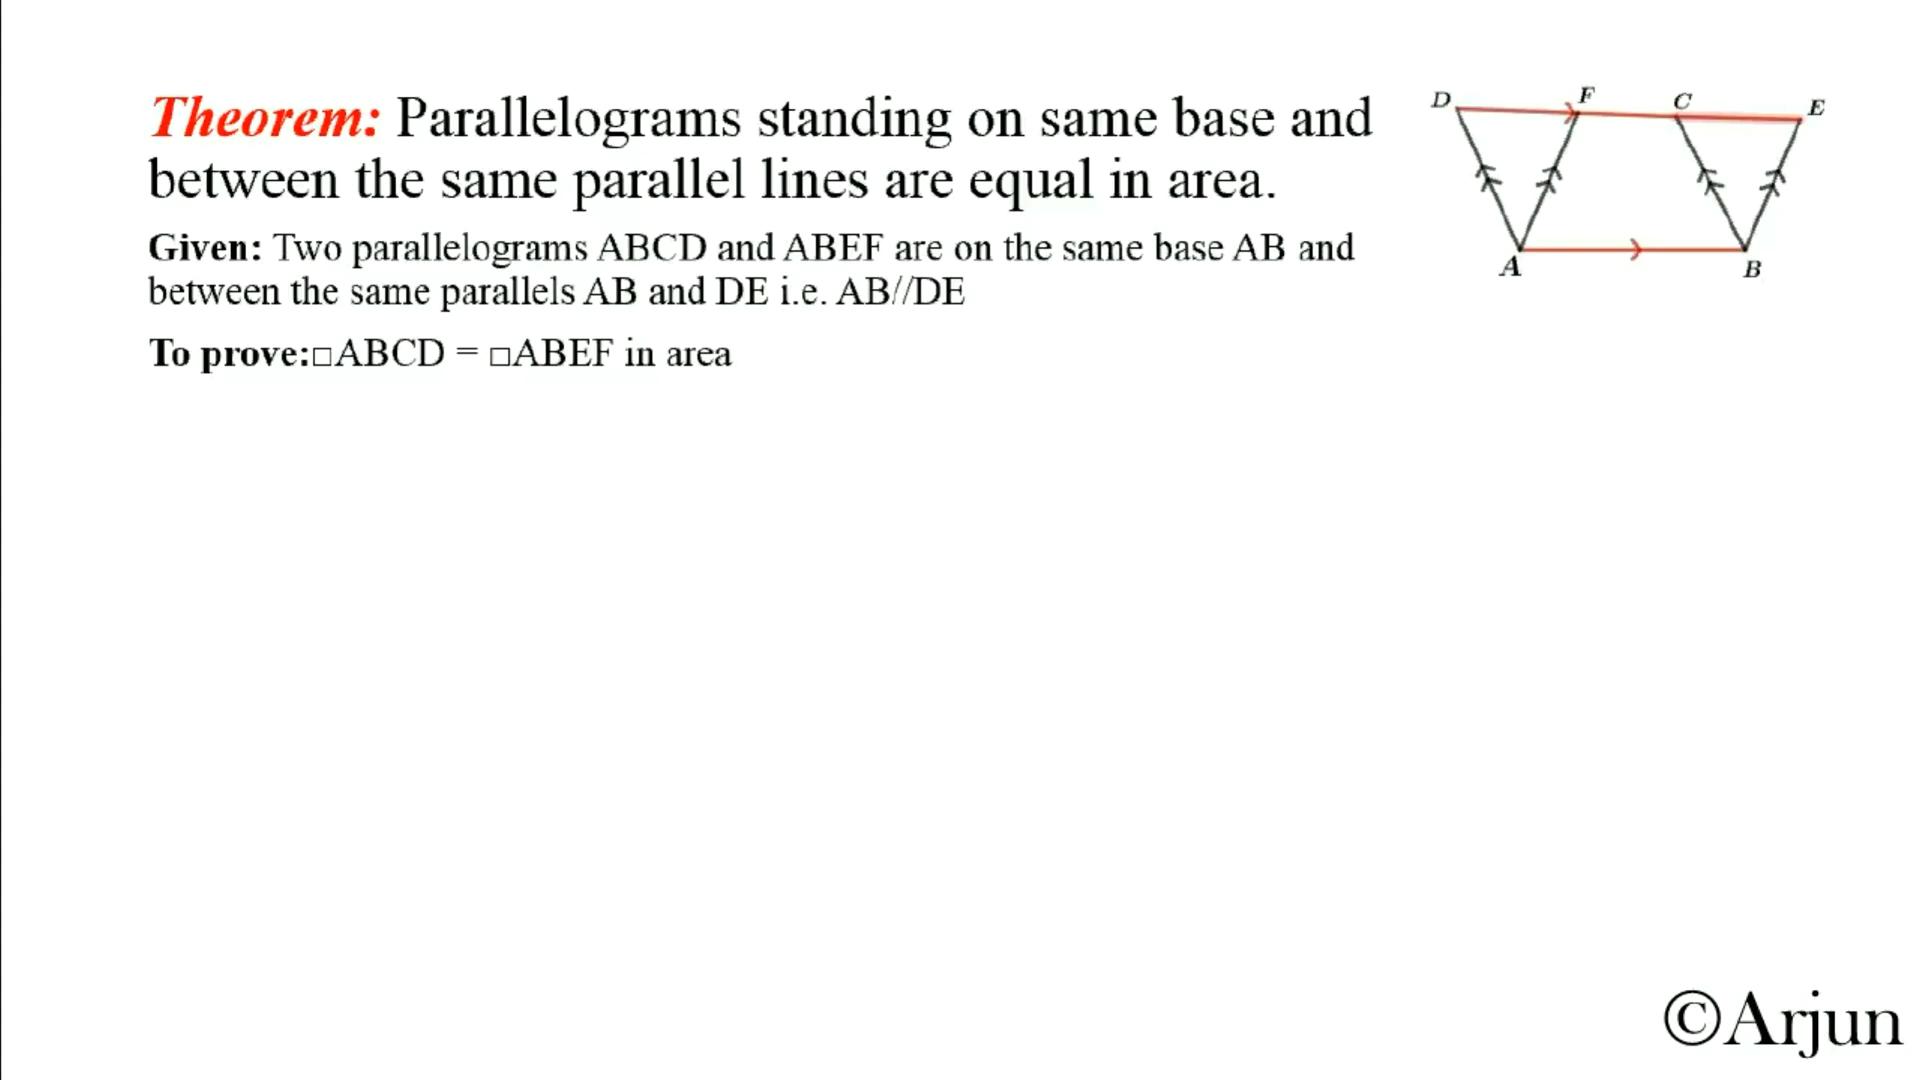 Theorem: Parallelograms standing on same base and
between the same parallel lines are equal in area.
Given: Two parallelograms ABCD and ABEF are on the same base AB and
between the same parallels AB and DE i.e. AB//DE
To prove:□ABCD = □ABEF in area
D F C E
A B
©Arjun